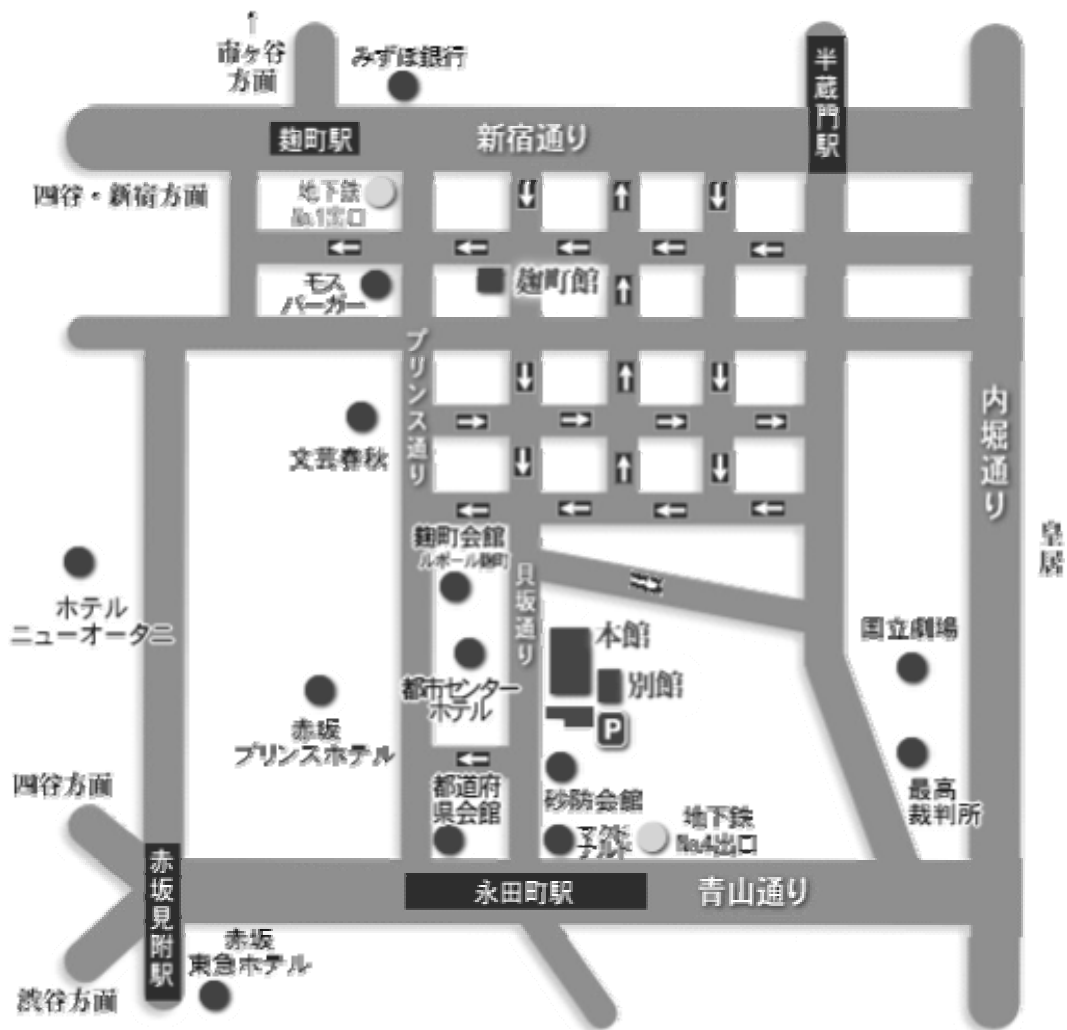 ↑
市ヶ谷
方面
みずほ銀行
半蔵門駅
麹町駅
新宿通り
四谷・新宿方面
地下鉄
No.1出口
モス
バーガー
麹町館
プリンス通り
内堀通り
文芸春秋
皇居
麹町会館
ルポール麹町
貝坂通り
ホテル
ニューオータニ
本館
国立劇場
別館
都市センター
ホテル
P
赤坂
プリンスホテル
四谷方面
都道府
県会館
砂防会館
最高
裁判所
マクド
ナルド
地下鉄
No.4出口
赤坂見附駅
永田町駅
青山通り
赤坂
東急ホテル
渋谷方面